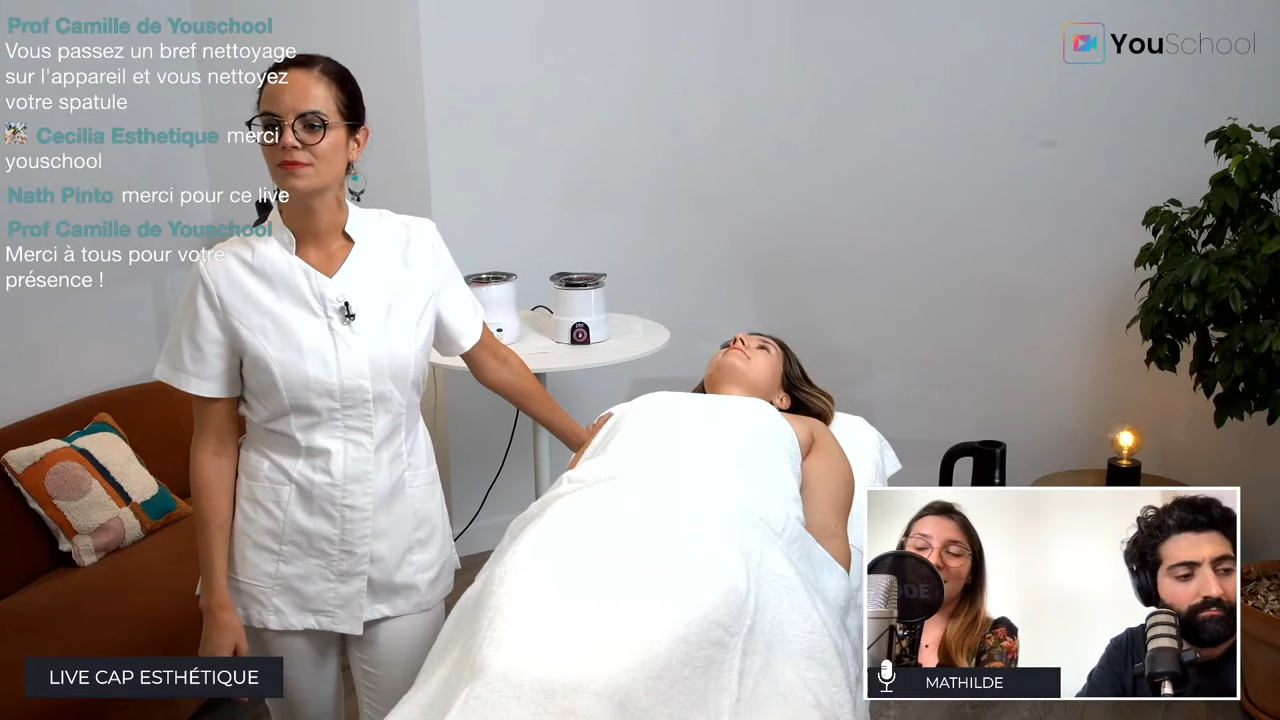 Prof Camille de Youschool
Vous passez un bref nettoyage
sur l'appareil et vous nettoyez
votre spatule
Cecilia Esthetique merci
youschool
Nath Pinto merci pour ce live
Prof Camille de Youschool
Merci à tous pour votre
présence !
YouSchool
LIVE CAP ESTHÉTIQUE
MATHILDE